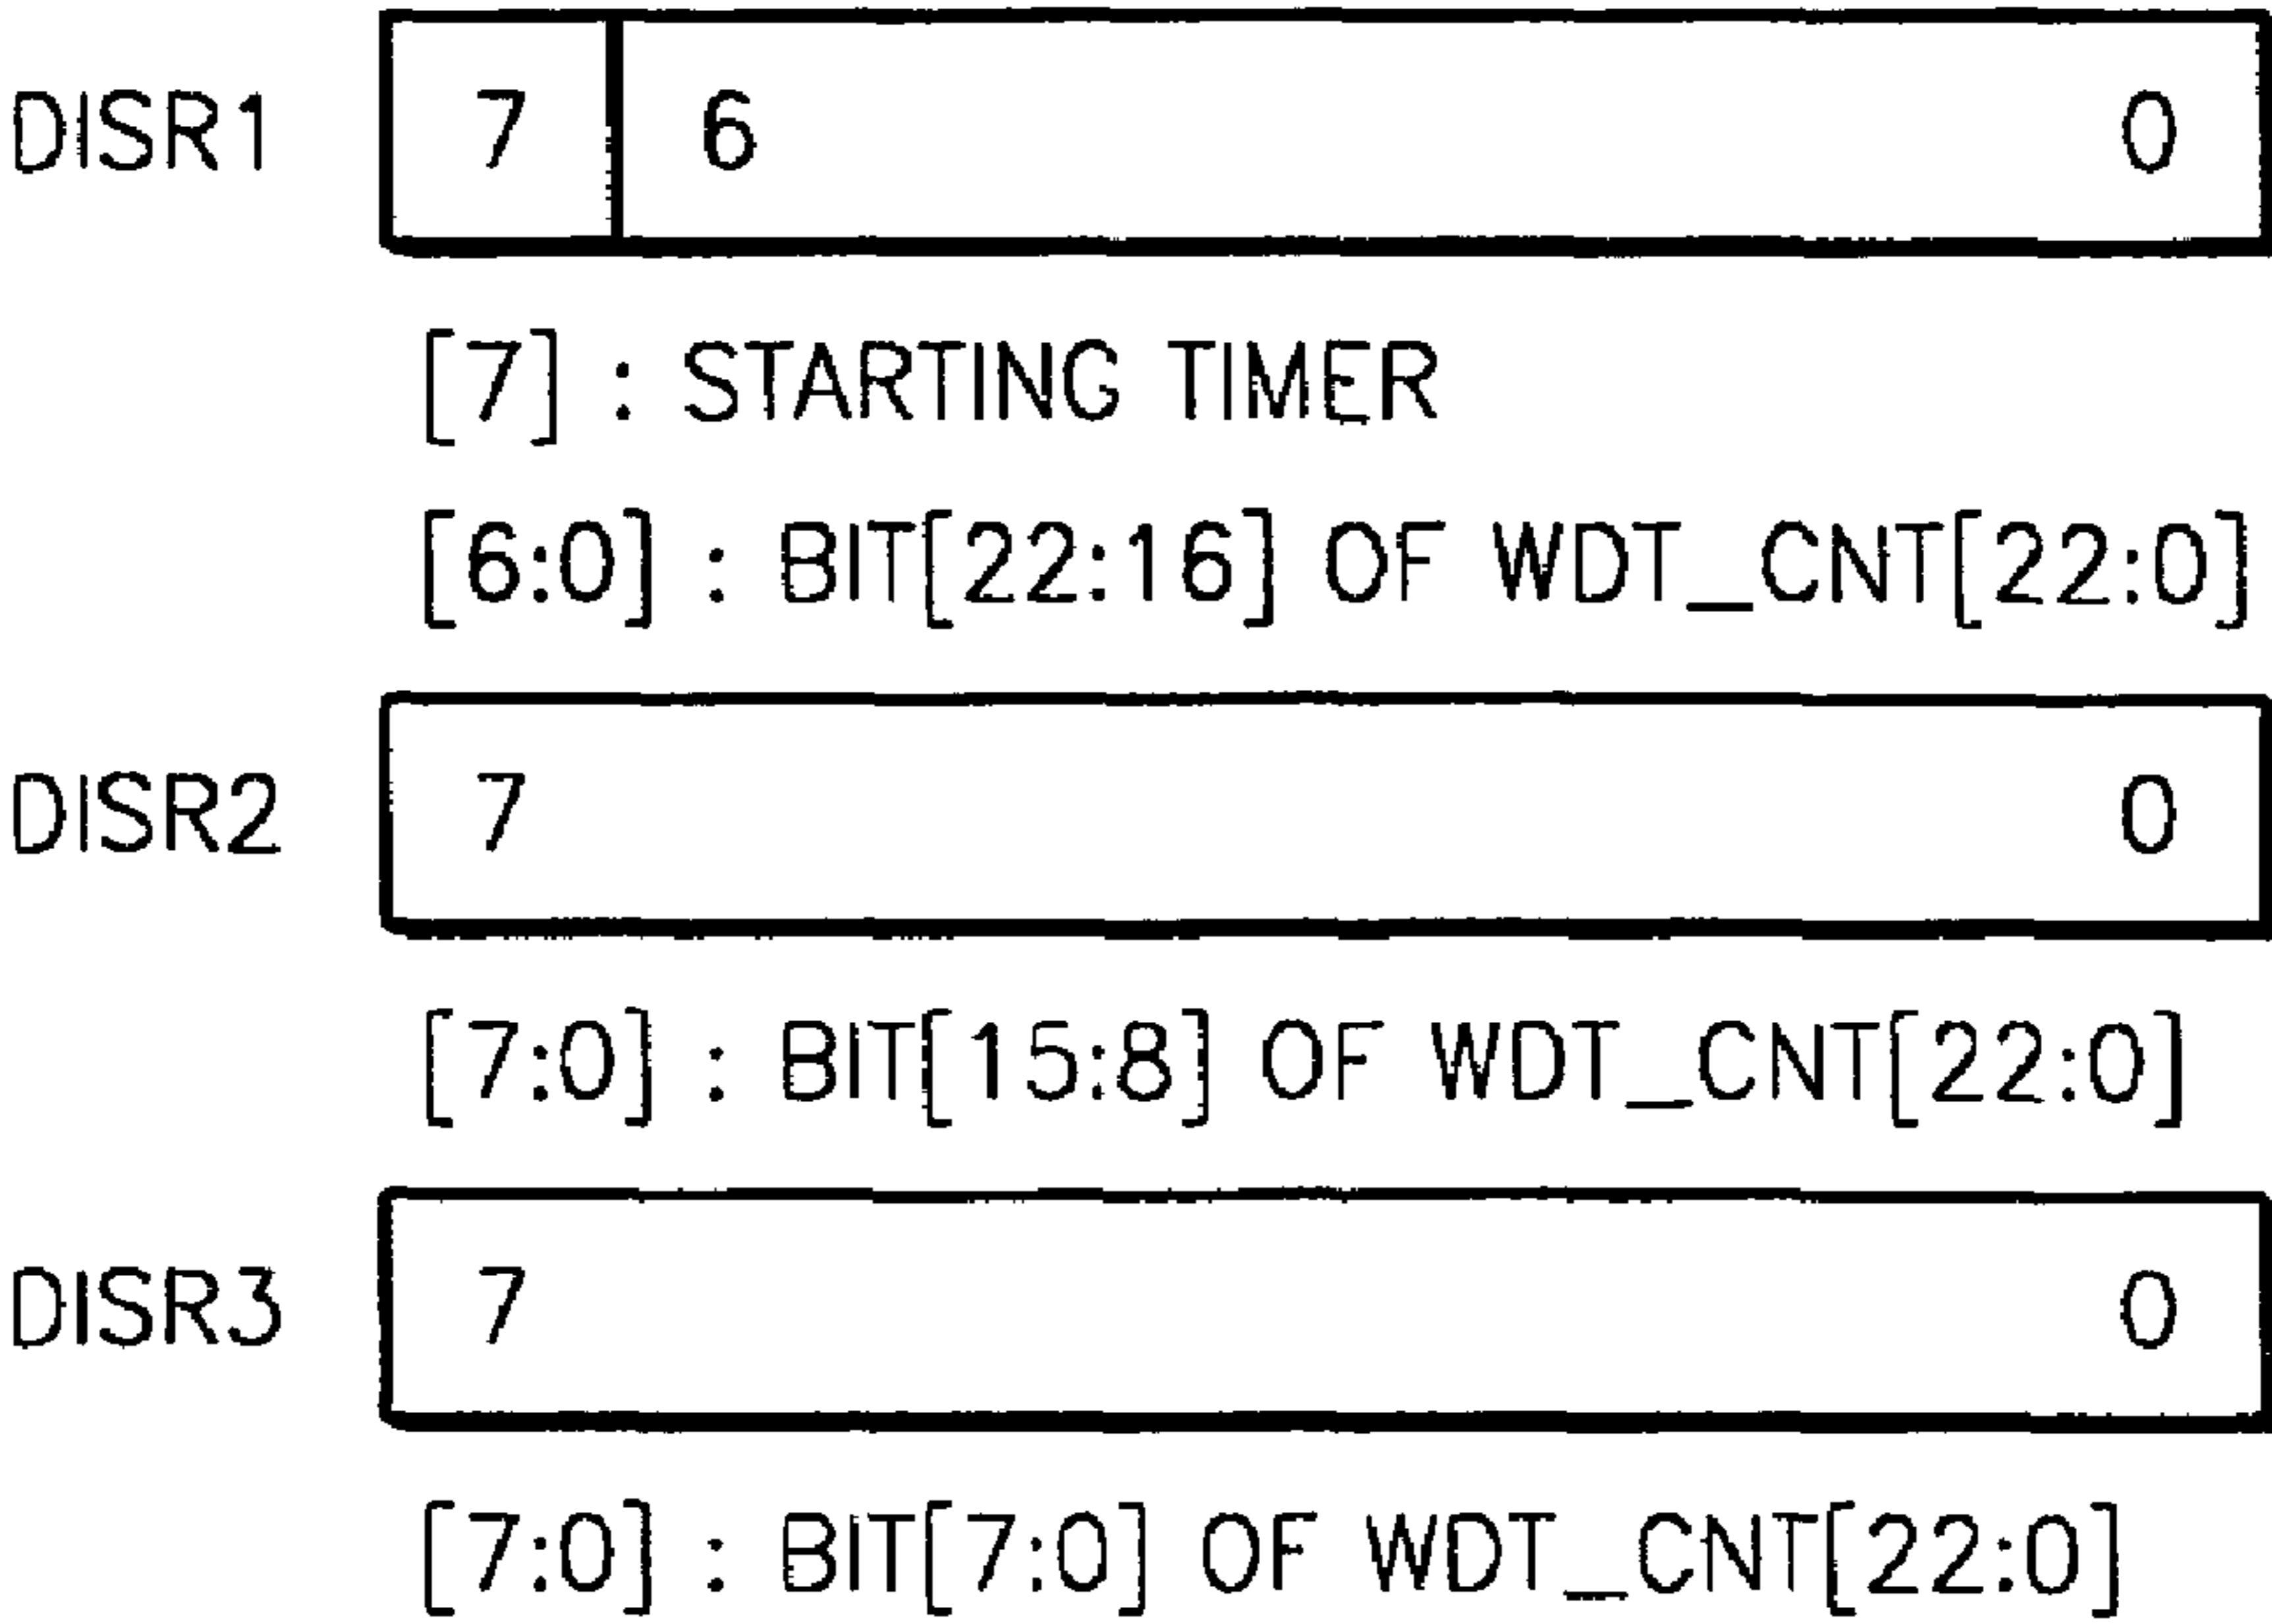 DISR1 7 6 0
[7] : STARTING TIMER
[6:0] : BIT[22:16] OF WDT_CNT[22:0]
DISR2 7 0
[7:0] : BIT[15:8] OF WDT_CNT[22:0]
DISR3 7 0
[7:0] : BIT[7:0] OF WDT_CNT[22:0]